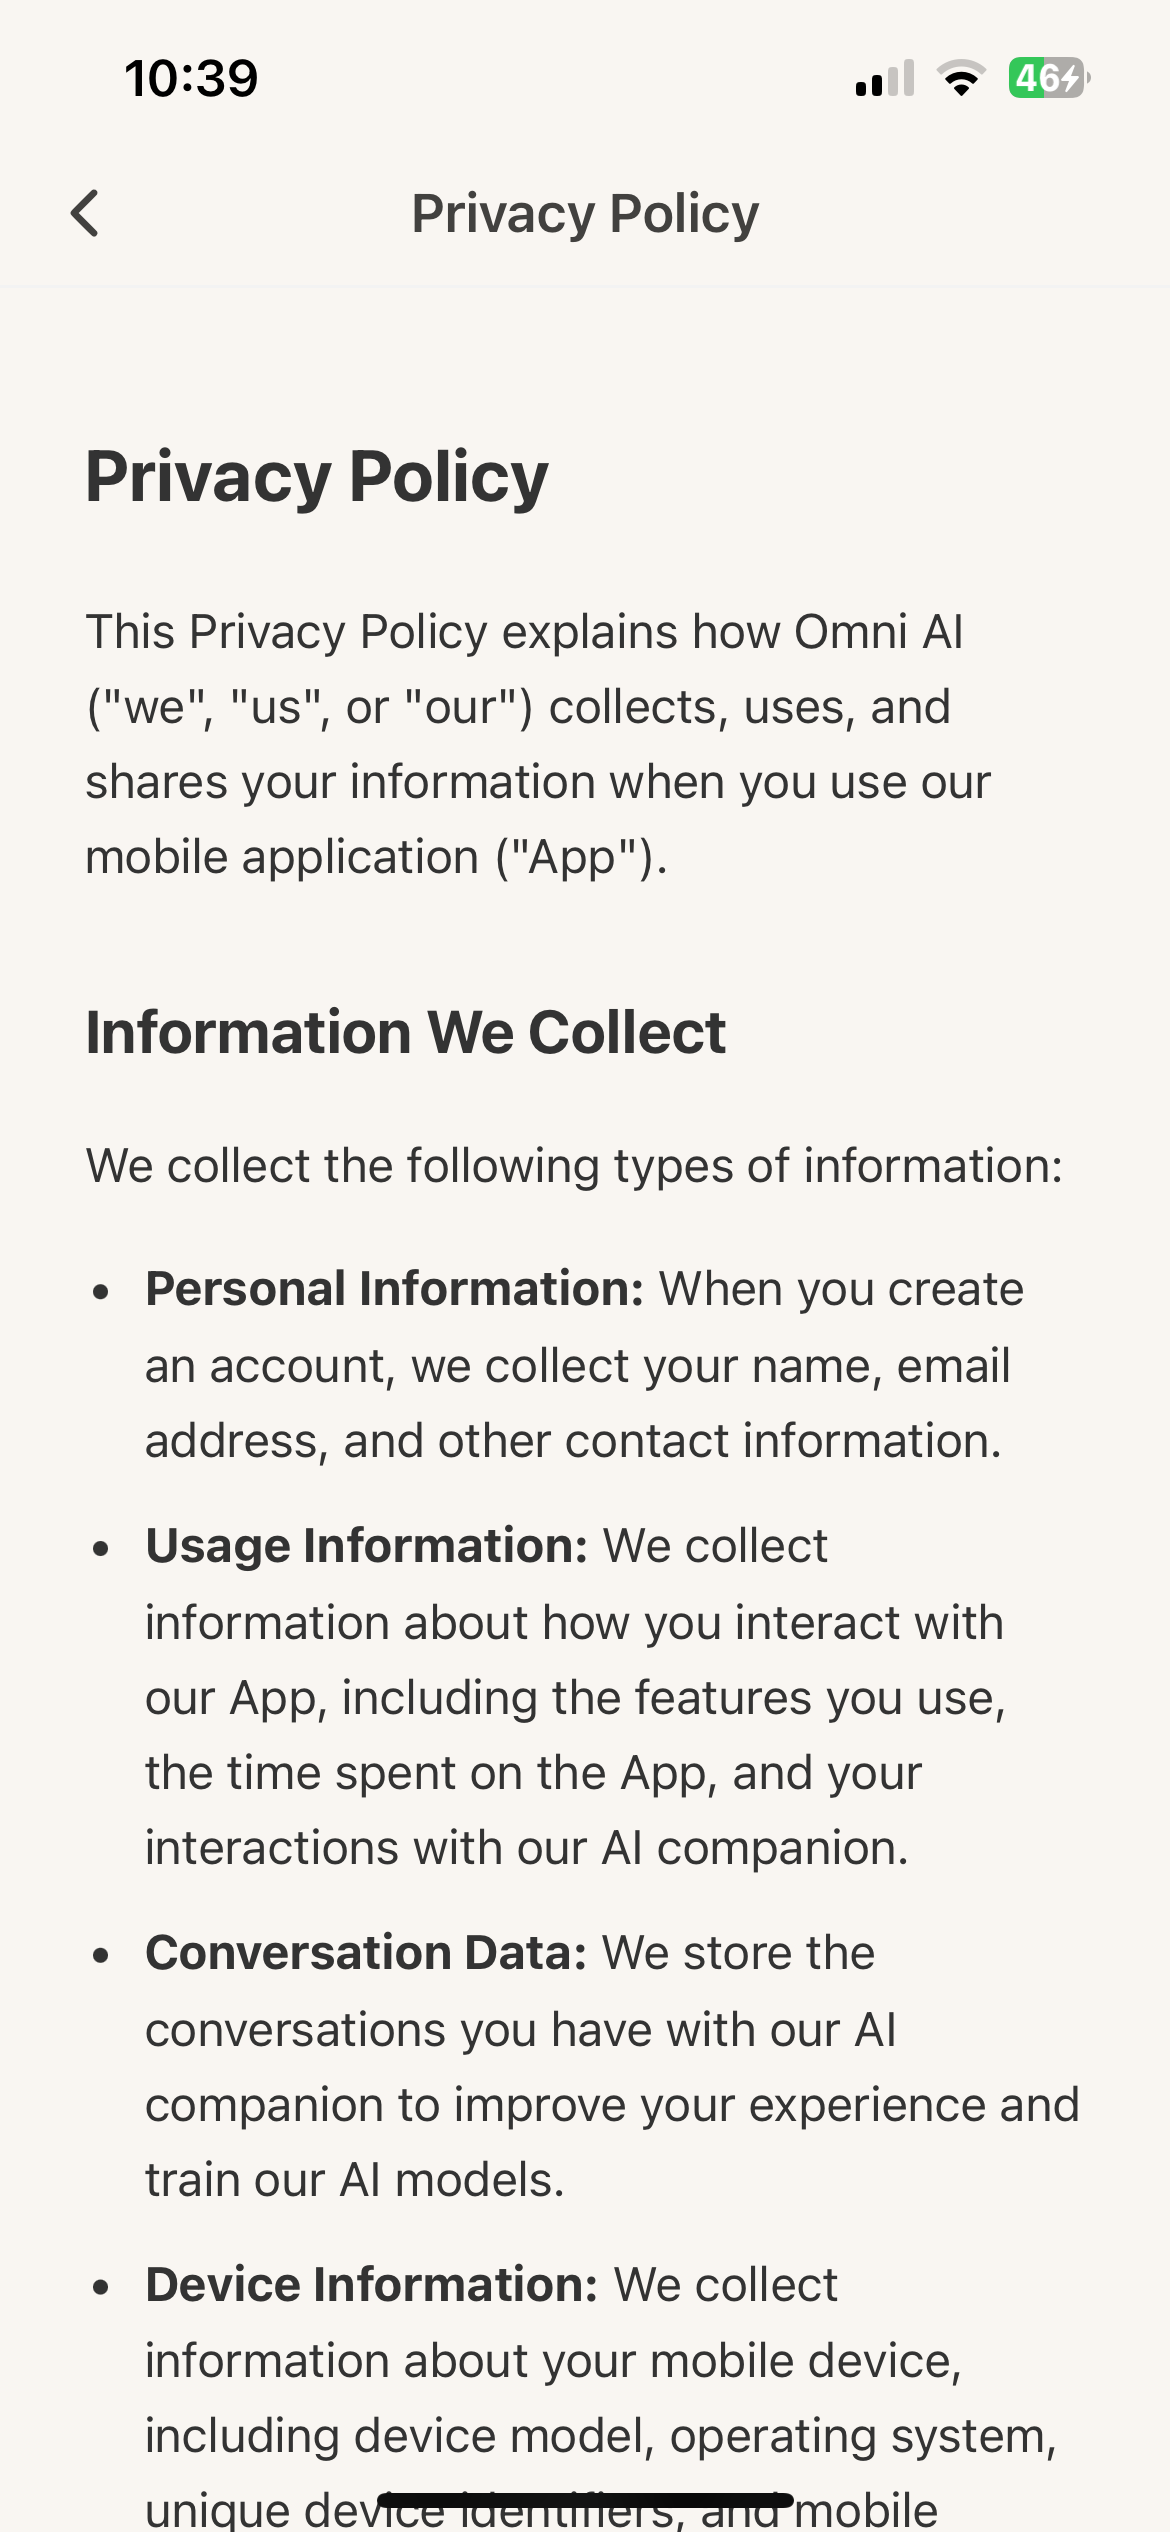 10:39
46
Privacy Policy
Privacy Policy
This Privacy Policy explains how Omni AI
("we", "us", or "our") collects, uses, and
shares your information when you use our
mobile application ("App").
Information We Collect
We collect the following types of information:
• Personal Information: When you create
an account, we collect your name, email
address, and other contact information.
• Usage Information: We collect
information about how you interact with
our App, including the features you use,
the time spent on the App, and your
interactions with our AI companion.
• Conversation Data: We store the
conversations you have with our AI
companion to improve your experience and
train our AI models.
• Device Information: We collect
information about your mobile device,
including device model, operating system,
unique device identifiers, and mobile